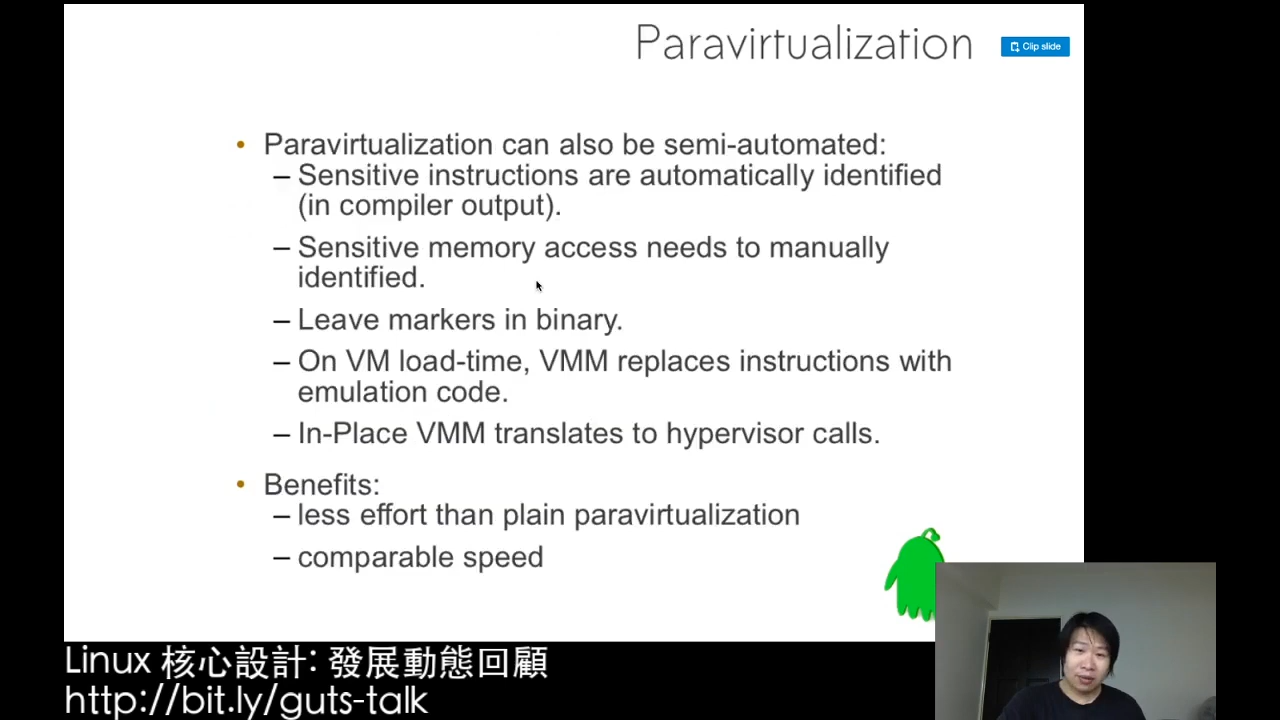 Paravirtualization
Clip slide
• Paravirtualization can also be semi-automated:
– Sensitive instructions are automatically identified
(in compiler output).
– Sensitive memory access needs to manually
identified.
– Leave markers in binary.
– On VM load-time, VMM replaces instructions with
emulation code.
– In-Place VMM translates to hypervisor calls.
• Benefits:
– less effort than plain paravirtualization
– comparable speed
Linux 核心設計: 發展動態回顧
http://bit.ly/guts-talk